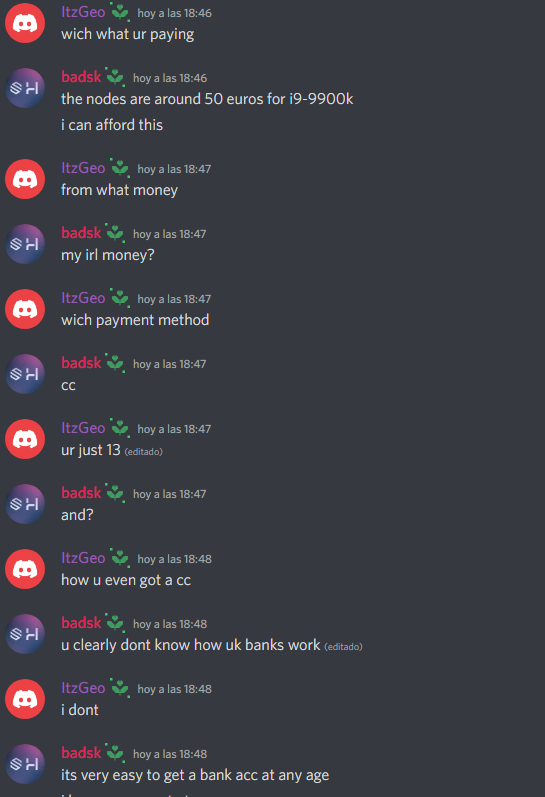 ItzGeo hoy a las 18:46
wich what ur paying
badsk hoy a las 18:46
the nodes are around 50 euros for i9-9900k
i can afford this
ItzGeo hoy a las 18:47
from what money
badsk hoy a las 18:47
my irl money?
ItzGeo hoy a las 18:47
wich payment method
badsk hoy a las 18:47
cc
ItzGeo hoy a las 18:47
ur just 13 (editado)
badsk hoy a las 18:47
and?
ItzGeo hoy a las 18:48
how u even got a cc
badsk hoy a las 18:48
u clearly dont know how uk banks work (editado)
ItzGeo hoy a las 18:48
i dont
badsk hoy a las 18:48
its very easy to get a bank acc at any age